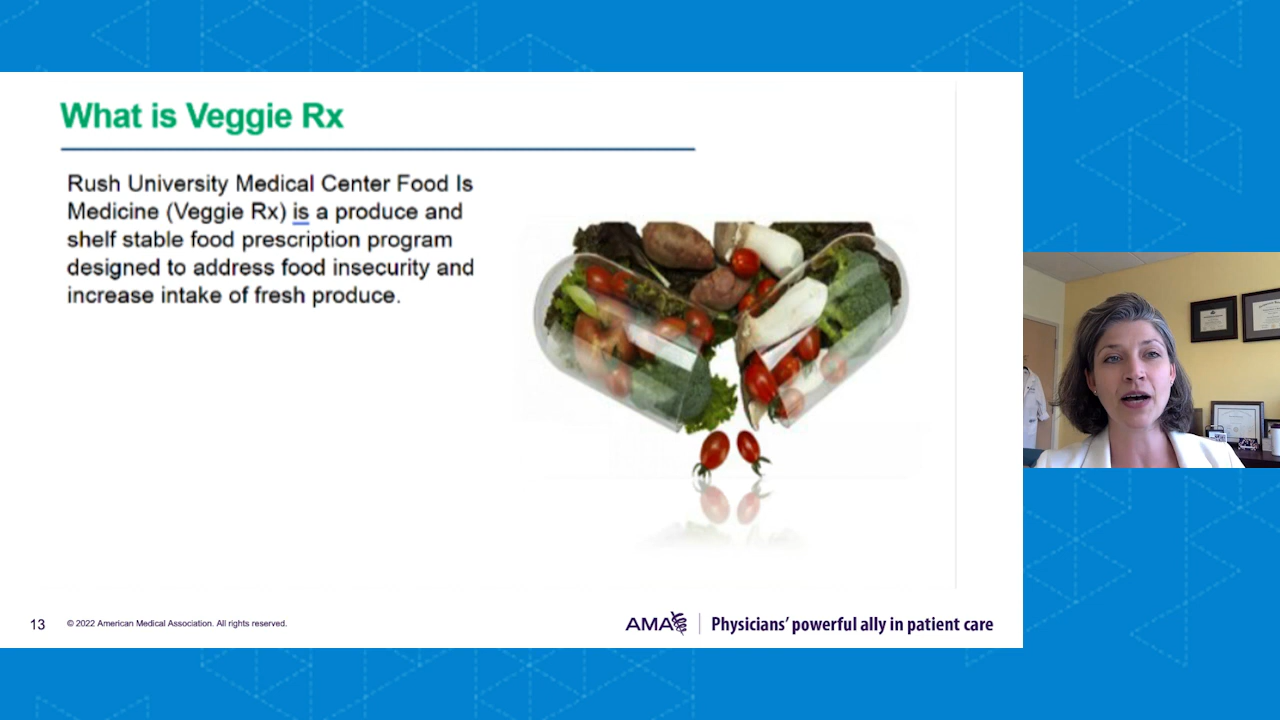 What is Veggie Rx
Rush University Medical Center Food Is
Medicine (Veggie Rx) is a produce and
shelf stable food prescription program
designed to address food insecurity and
increase intake of fresh produce.
13
© 2022 American Medical Association. All rights reserved.
AMA
Physicians’ powerful ally in patient care